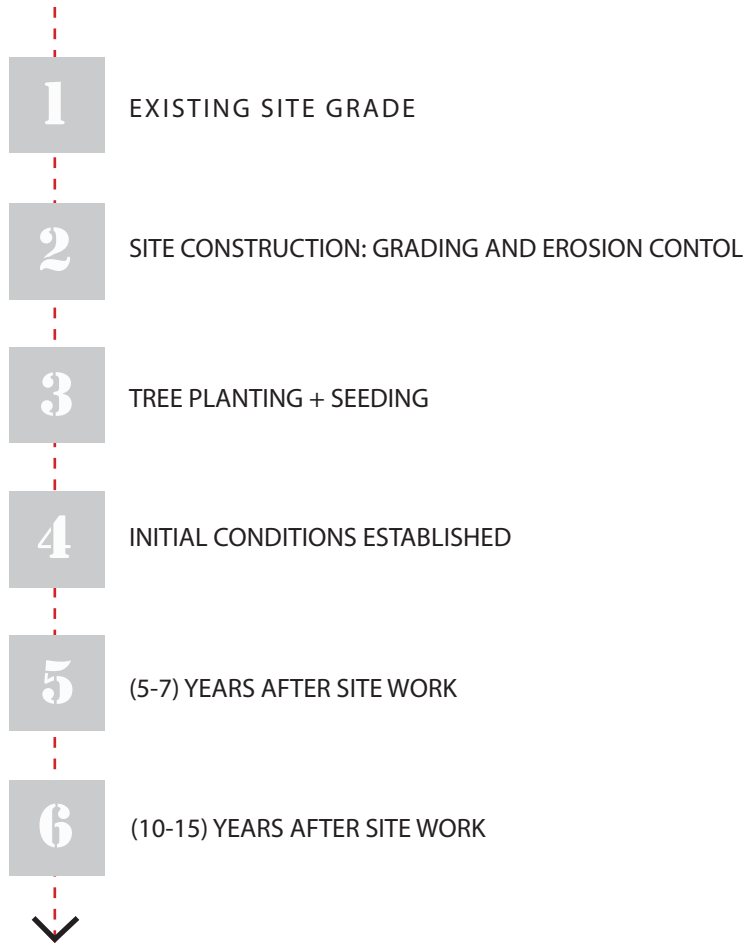 1
EXISTING SITE GRADE
2
SITE CONSTRUCTION: GRADING AND EROSION CONTOL
3
TREE PLANTING + SEEDING
4
INITIAL CONDITIONS ESTABLISHED
5
(5-7) YEARS AFTER SITE WORK
6
(10-15) YEARS AFTER SITE WORK